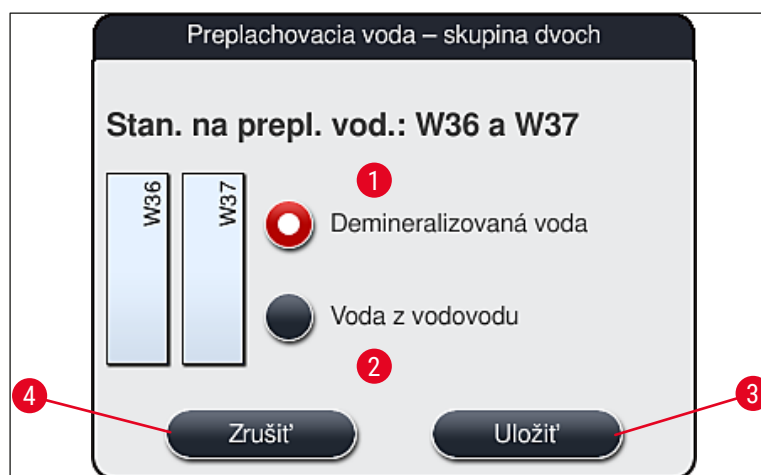 Preplachovacia voda – skupina dvoch
Stan. na prepl. vod.: W36 a W37
W36
W37
1
Demineralizovaná voda
Voda z vodovodu
2
4
Zrušiť
Uložiť
3